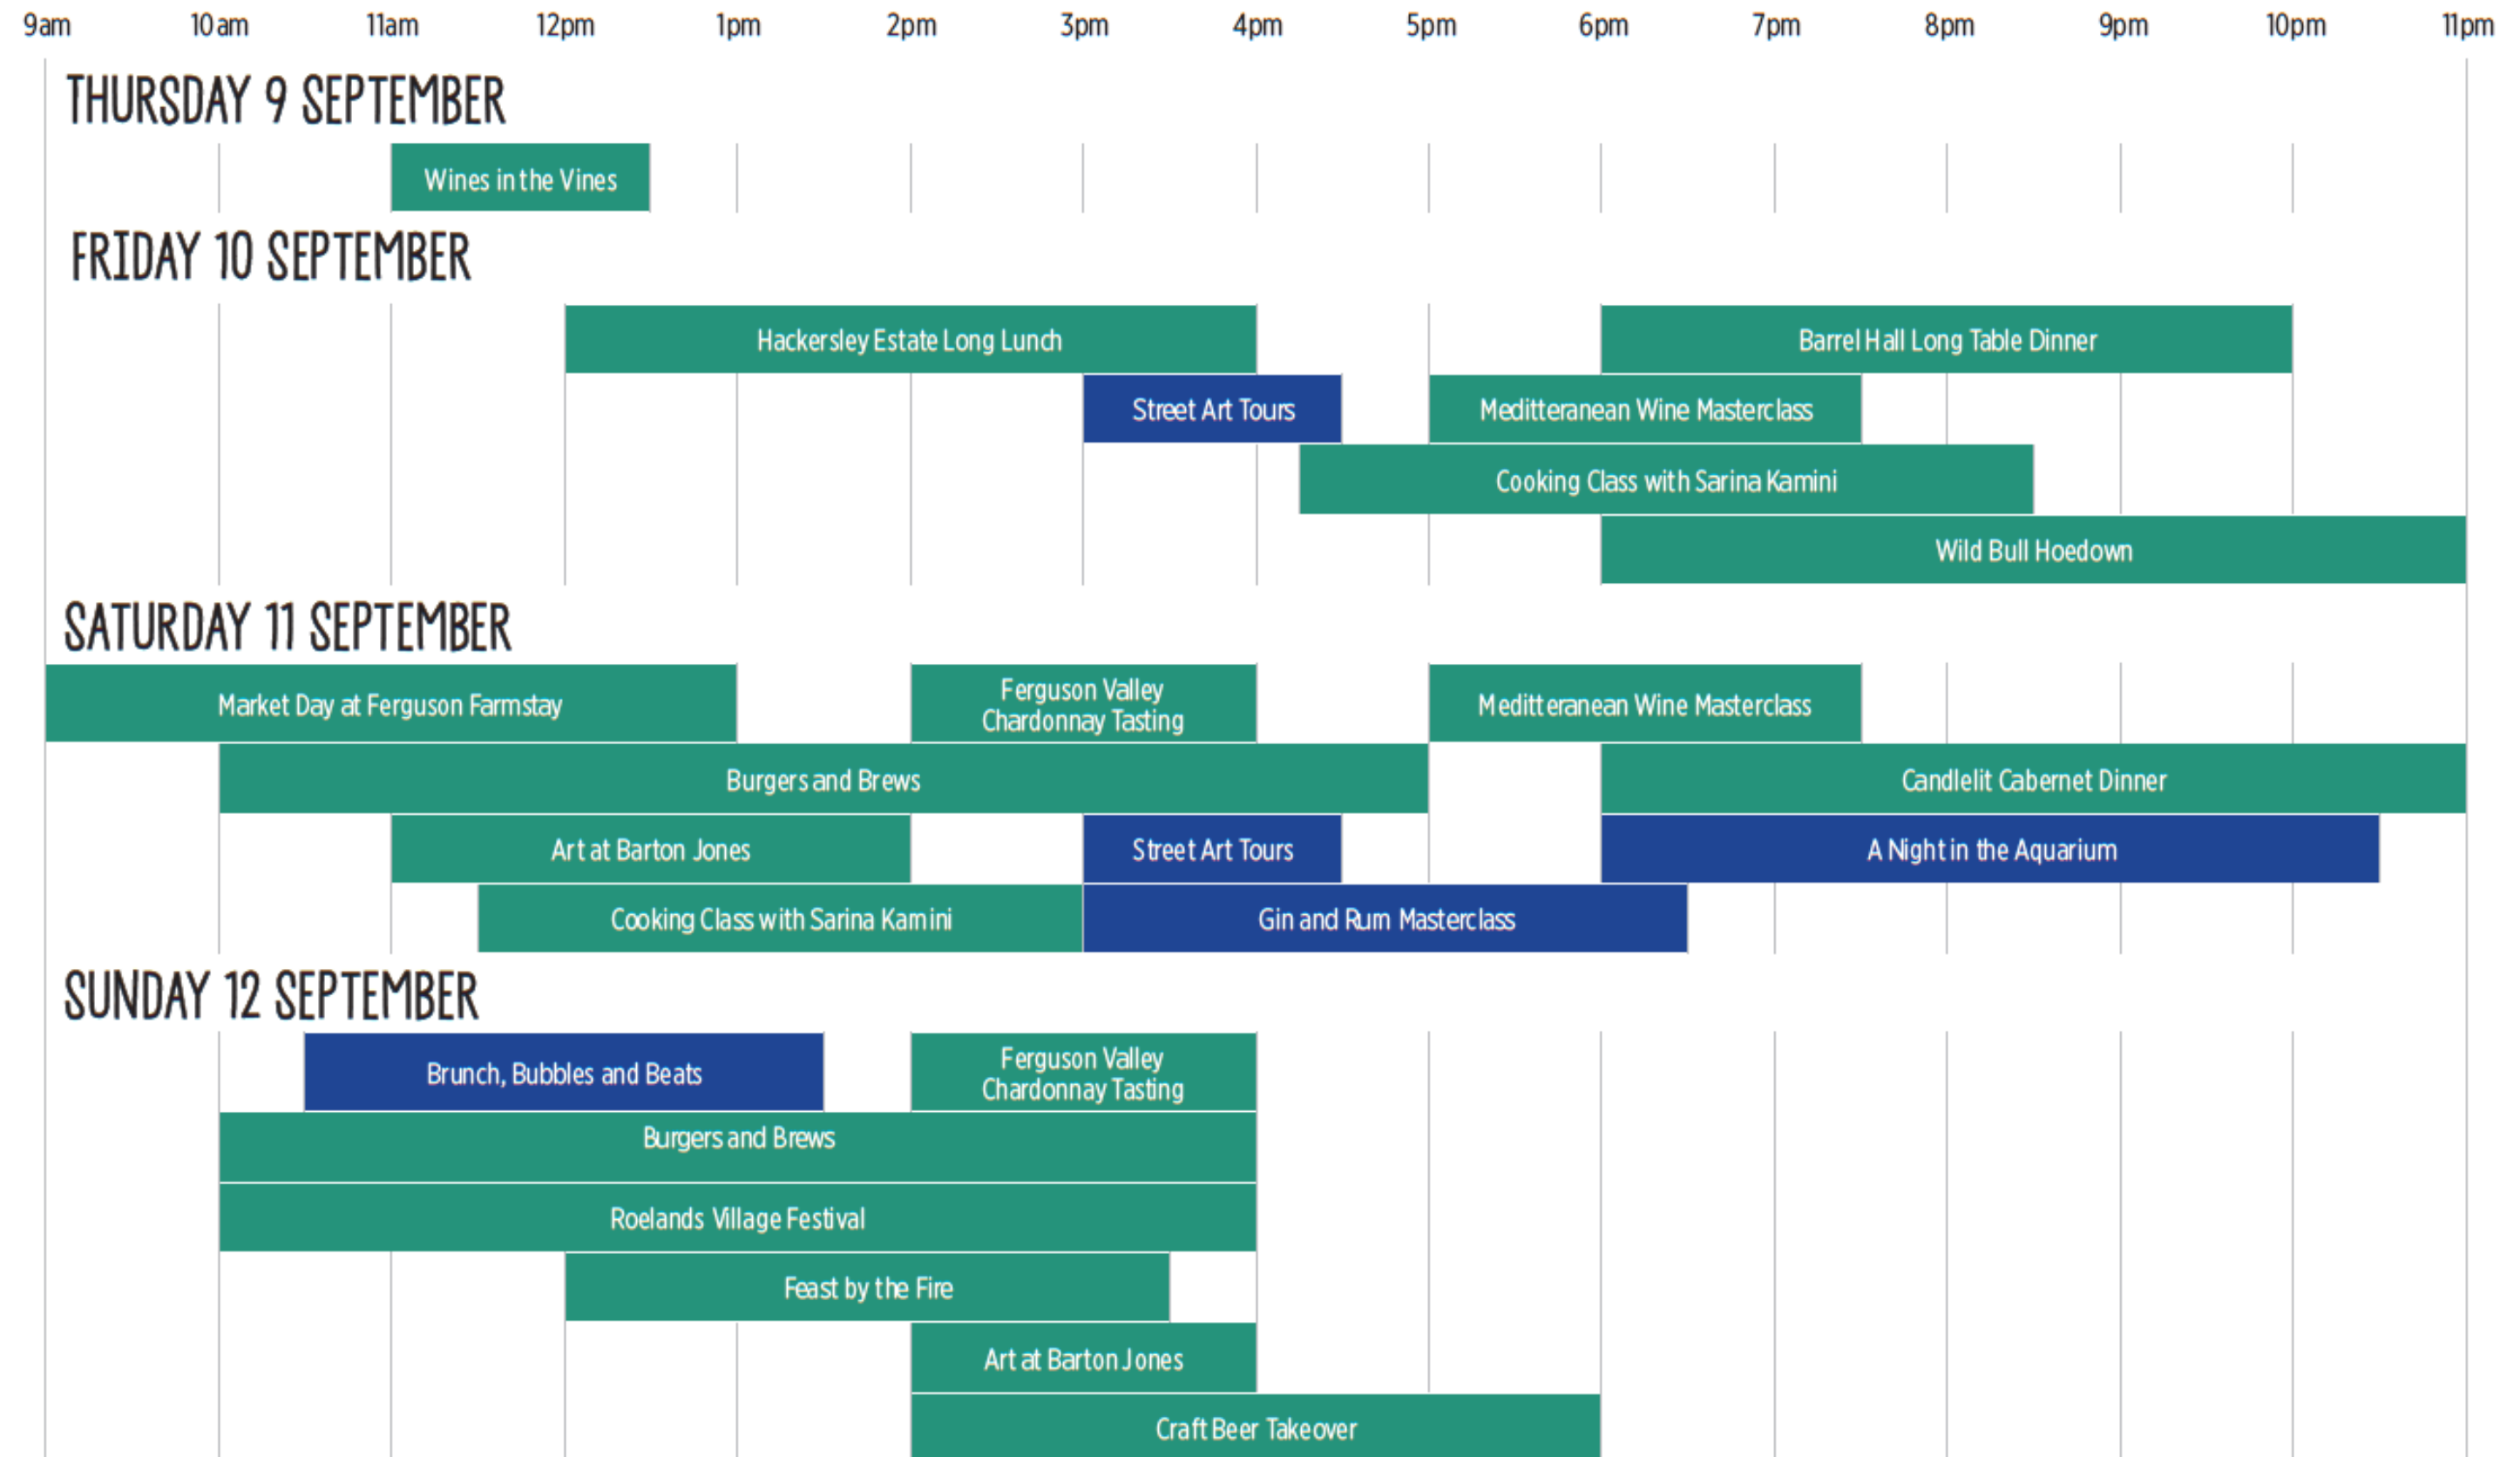 9am 10am 11am 12pm 1pm 2pm 3pm 4pm 5pm 6pm 7pm 8pm 9pm 10pm 11pm
THURSDAY 9 SEPTEMBER
Wines in the Vines
FRIDAY 10 SEPTEMBER
Hackersley Estate Long Lunch
Barrel Hall Long Table Dinner
Street Art Tours
Meditteranean Wine Masterclass
Cooking Class with Sarina Kamini
Wild Bull Hoedown
SATURDAY 11 SEPTEMBER
Market Day at Ferguson Farmstay
Ferguson Valley
Chardonnay Tasting
Meditteranean Wine Masterclass
Burgers and Brews
Candlelit Cabernet Dinner
Art at Barton Jones
Street Art Tours
A Night in the Aquarium
Cooking Class with Sarina Kamini
Gin and Rum Masterclass
SUNDAY 12 SEPTEMBER
Brunch, Bubbles and Beats
Ferguson Valley
Chardonnay Tasting
Burgers and Brews
Roelands Village Festival
Feast by the Fire
Art at Barton Jones
Craft Beer Takeover